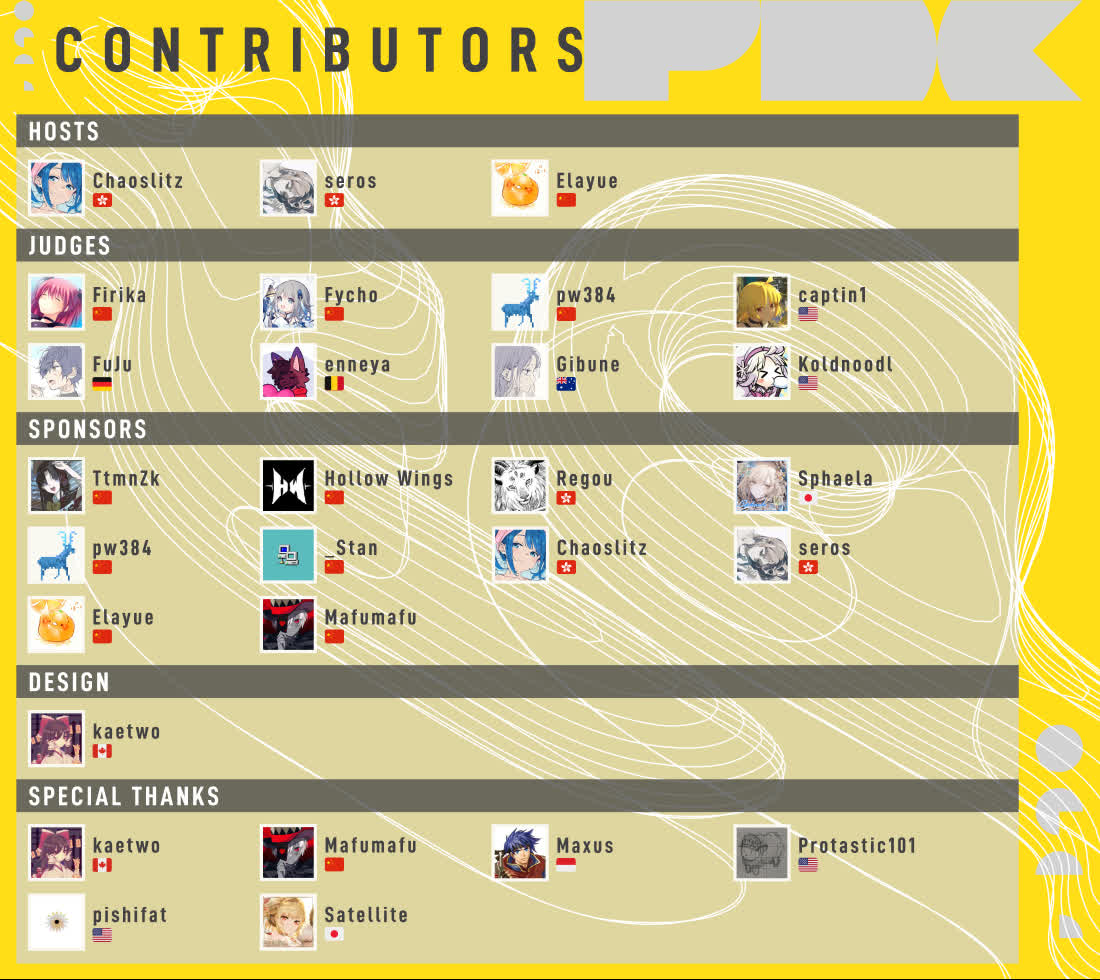 CONTRIBUTORS PDC
HOSTS
Chaoslitz seros Elayue
JUDGES
Firika Fycho pw384 captin1
FuJu enneya Gibune Koldnoodl
SPONSORS
TtmnZk Hollow Wings Regou Sphaela
pw384 _Stan Chaoslitz seros
Elayue Mafumafu
DESIGN
kaetwo
SPECIAL THANKS
kaetwo Mafumafu Maxus Protastic101
pishifat Satellite